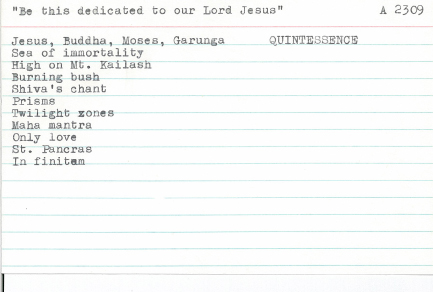 "Be this dedicated to our Lord Jesus" A 2309
Jesus, Buddha, Moses, Garunga QUINTESSENCE
Sea of immortality
High on Mt. Kailash
Burning bush
Shiva's chant
Prisms
Twilight zones
Maha mantra
Only love
St. Pancras
In finitam